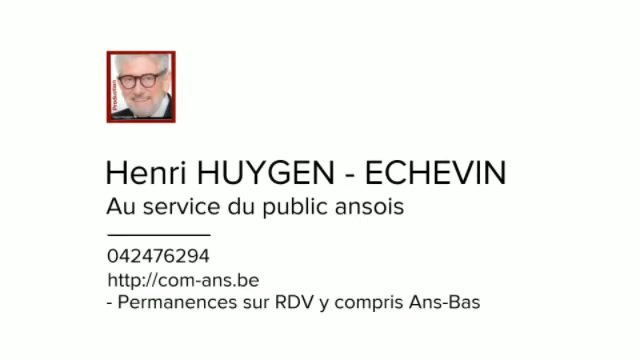 Production
Henri HUYGEN - ECHEVIN
Au service du public ansois
042476294
http://com-ans.be
- Permanences sur RDV y compris Ans-Bas